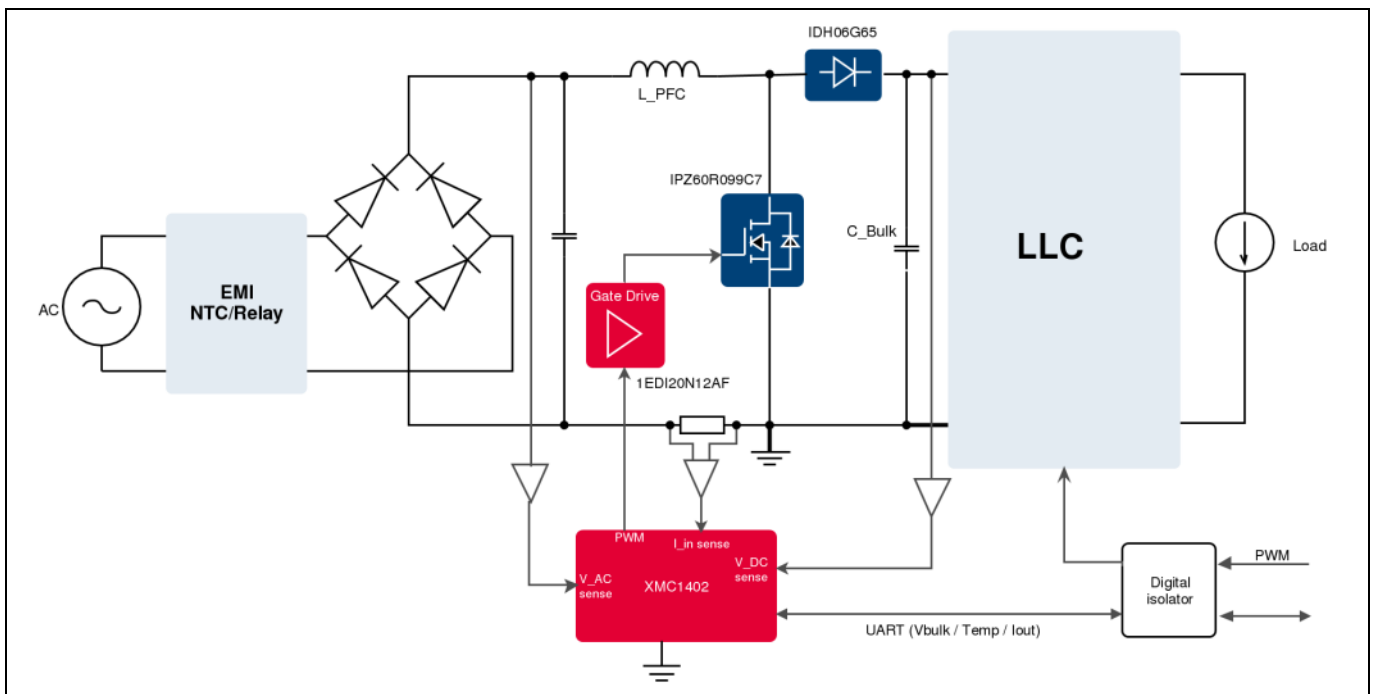 IDH06G65
L_PFC
IPZ60R099C7
C_Bulk
LLC
Load
AC
EMI
NTC/Relay
Gate Drive
1EDI20N12AF
PWM
I_in sense
V_DC
sense
V_AC
sense
XMC1402
Digital
isolator
PWM
UART (Vbulk / Temp / Iout)